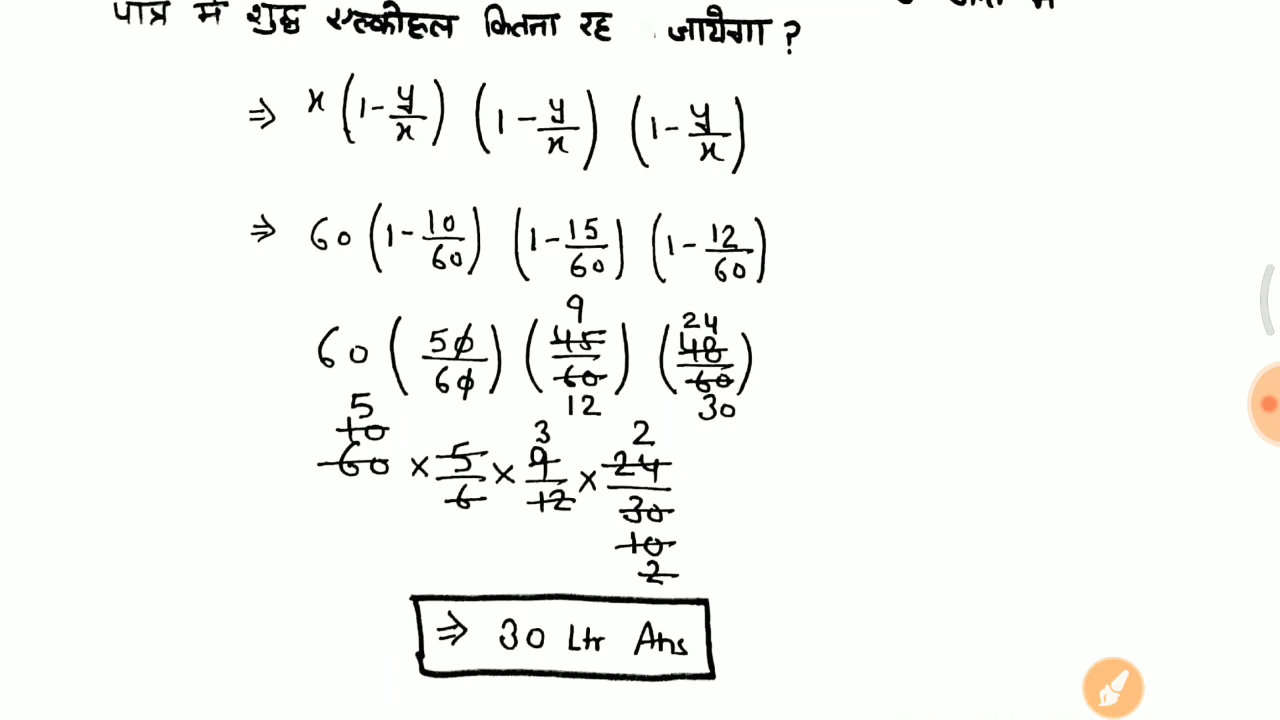 पात्र में शुद्ध एल्कोहल कितना रह जायेगा ?
⇒ x (1 - y/x) (1 - y/x) (1 - y/x)
⇒ 60 (1 - 10/60) (1 - 15/60) (1 - 12/60)
9 24
60 (50/60) (45/60) (48/60)
5 12 30
10 3 2
60 × 5/6 × 9/12 × 24/30
10
2
⇒ 30 Ltr Ans